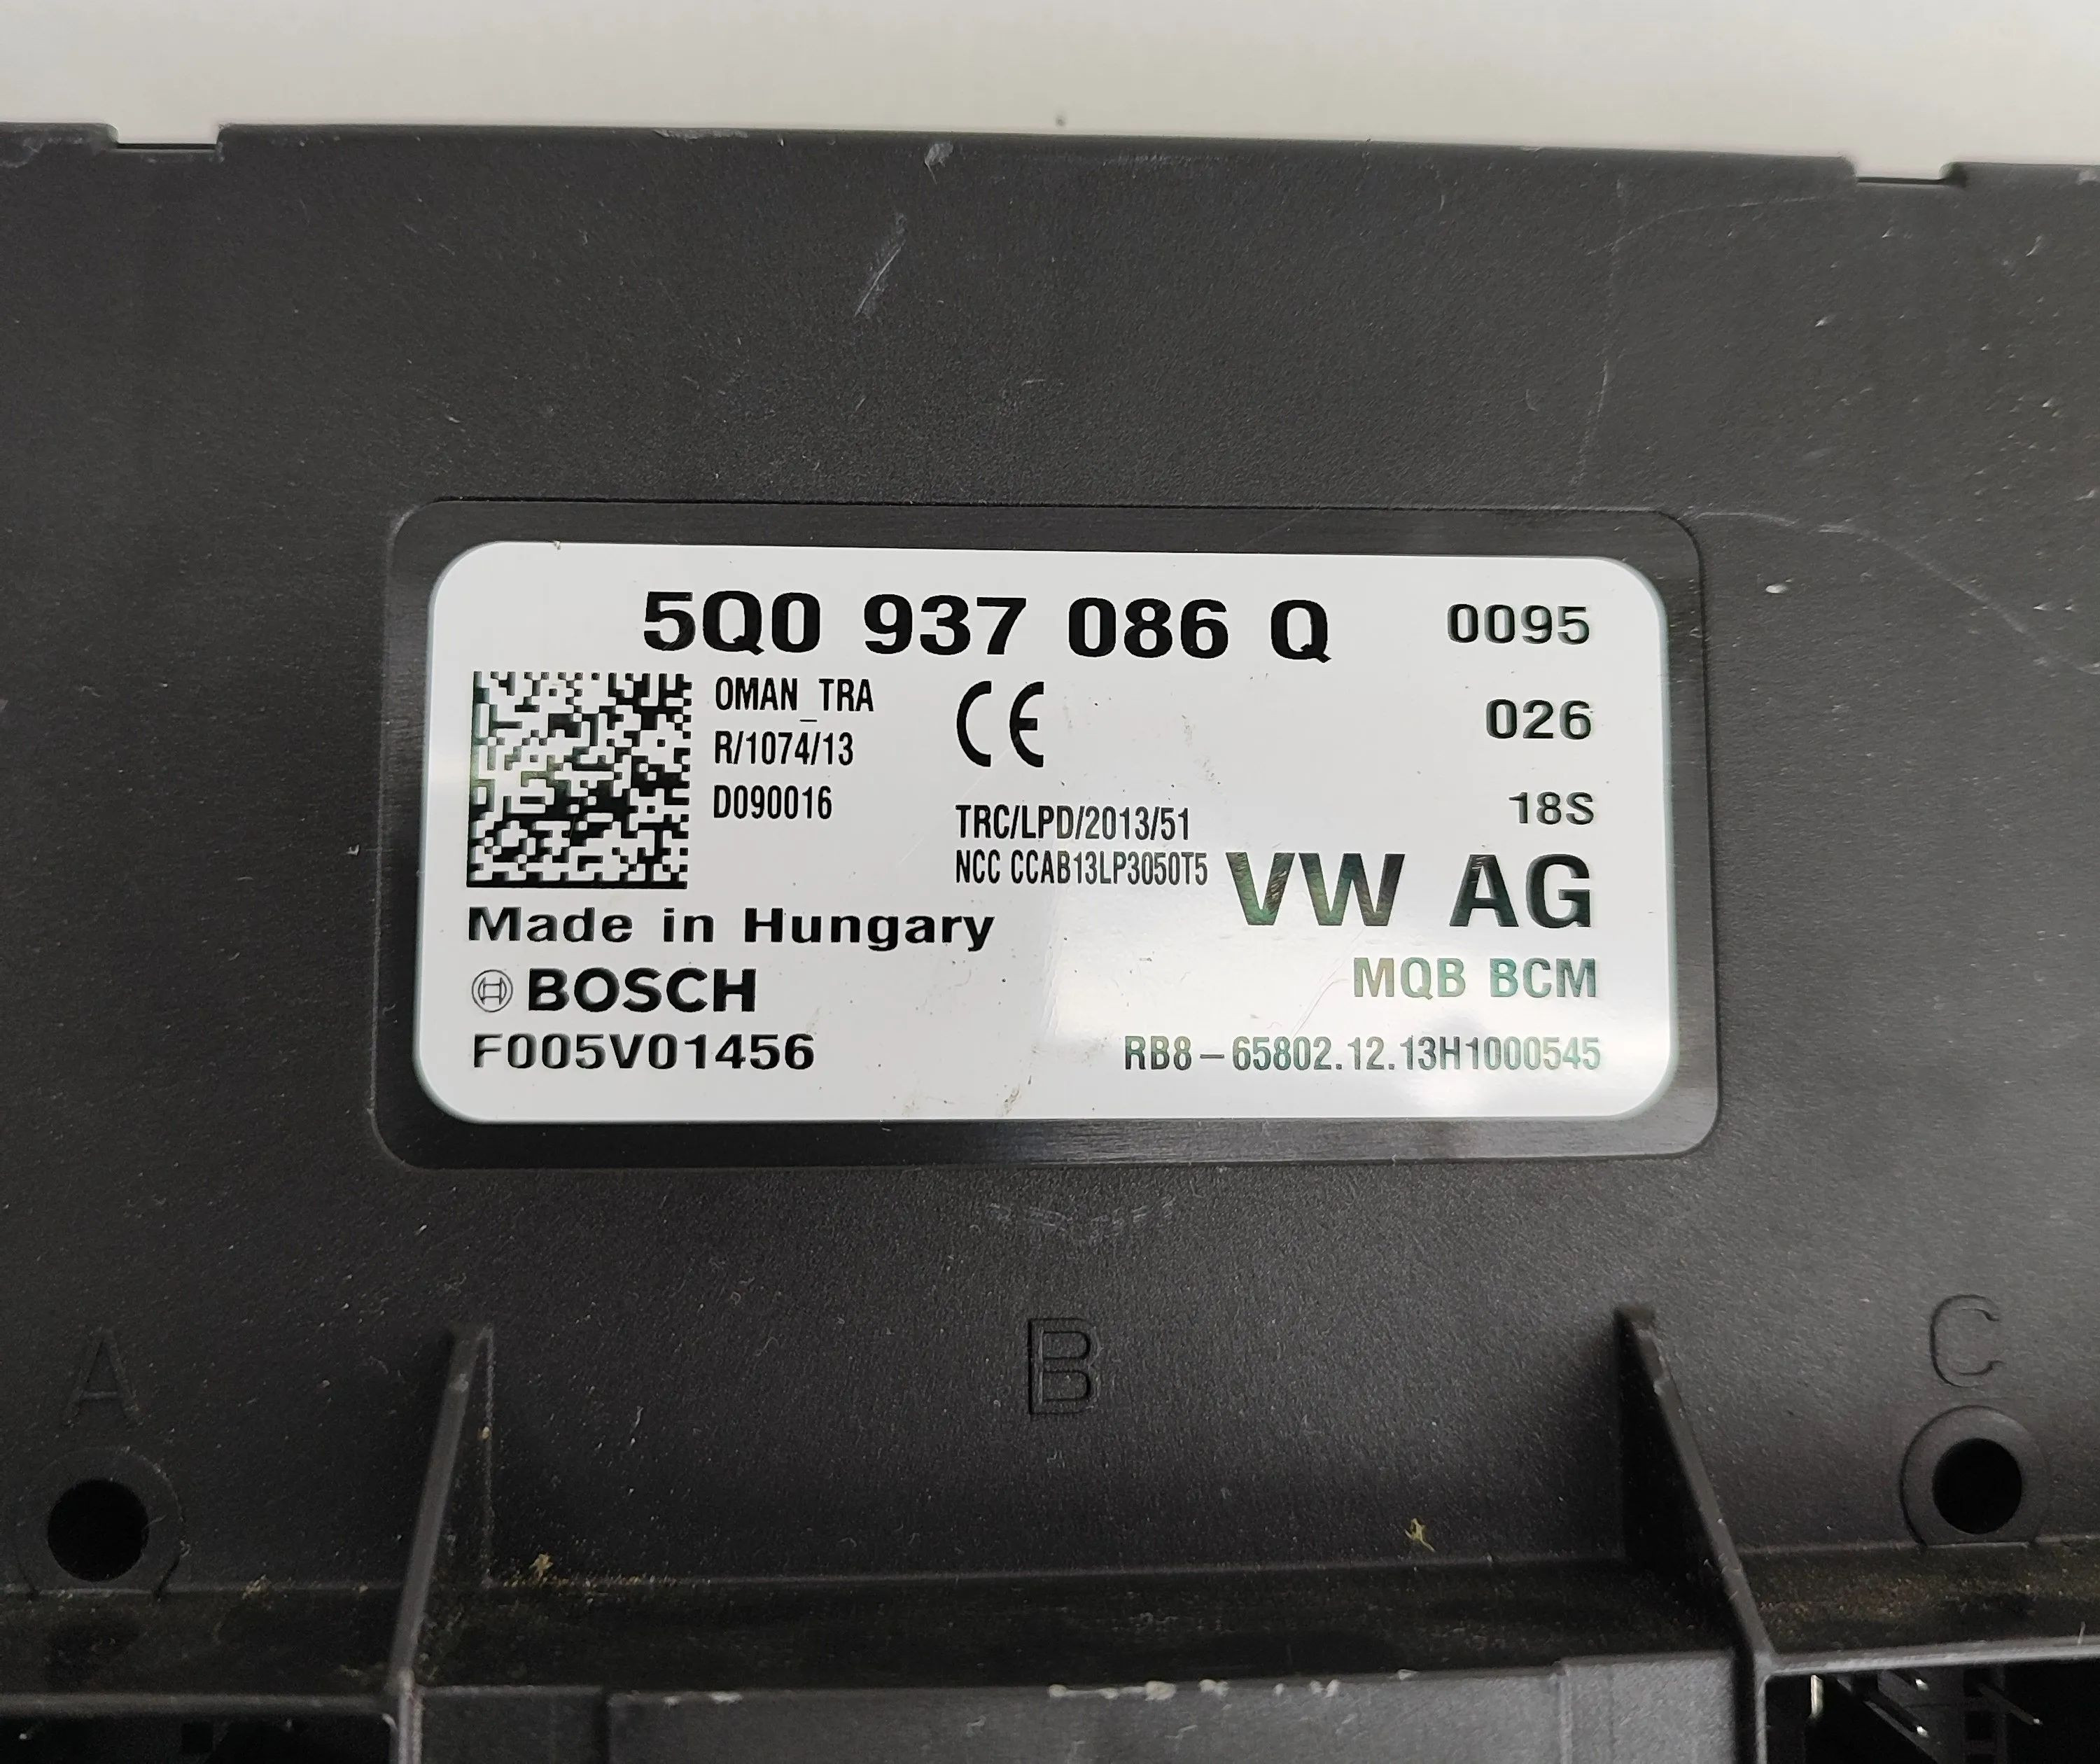 5Q0 937 086 Q 0095
OMAN_TRA
026
R/1074/13
D090016
18S
TRC/LPD/2013/51
NCC CCAB13LP3050T5
VW AG
Made in Hungary
MQB BCM
BOSCH
F005V01456
RB8-65802.12.13H1000545
A
B
C